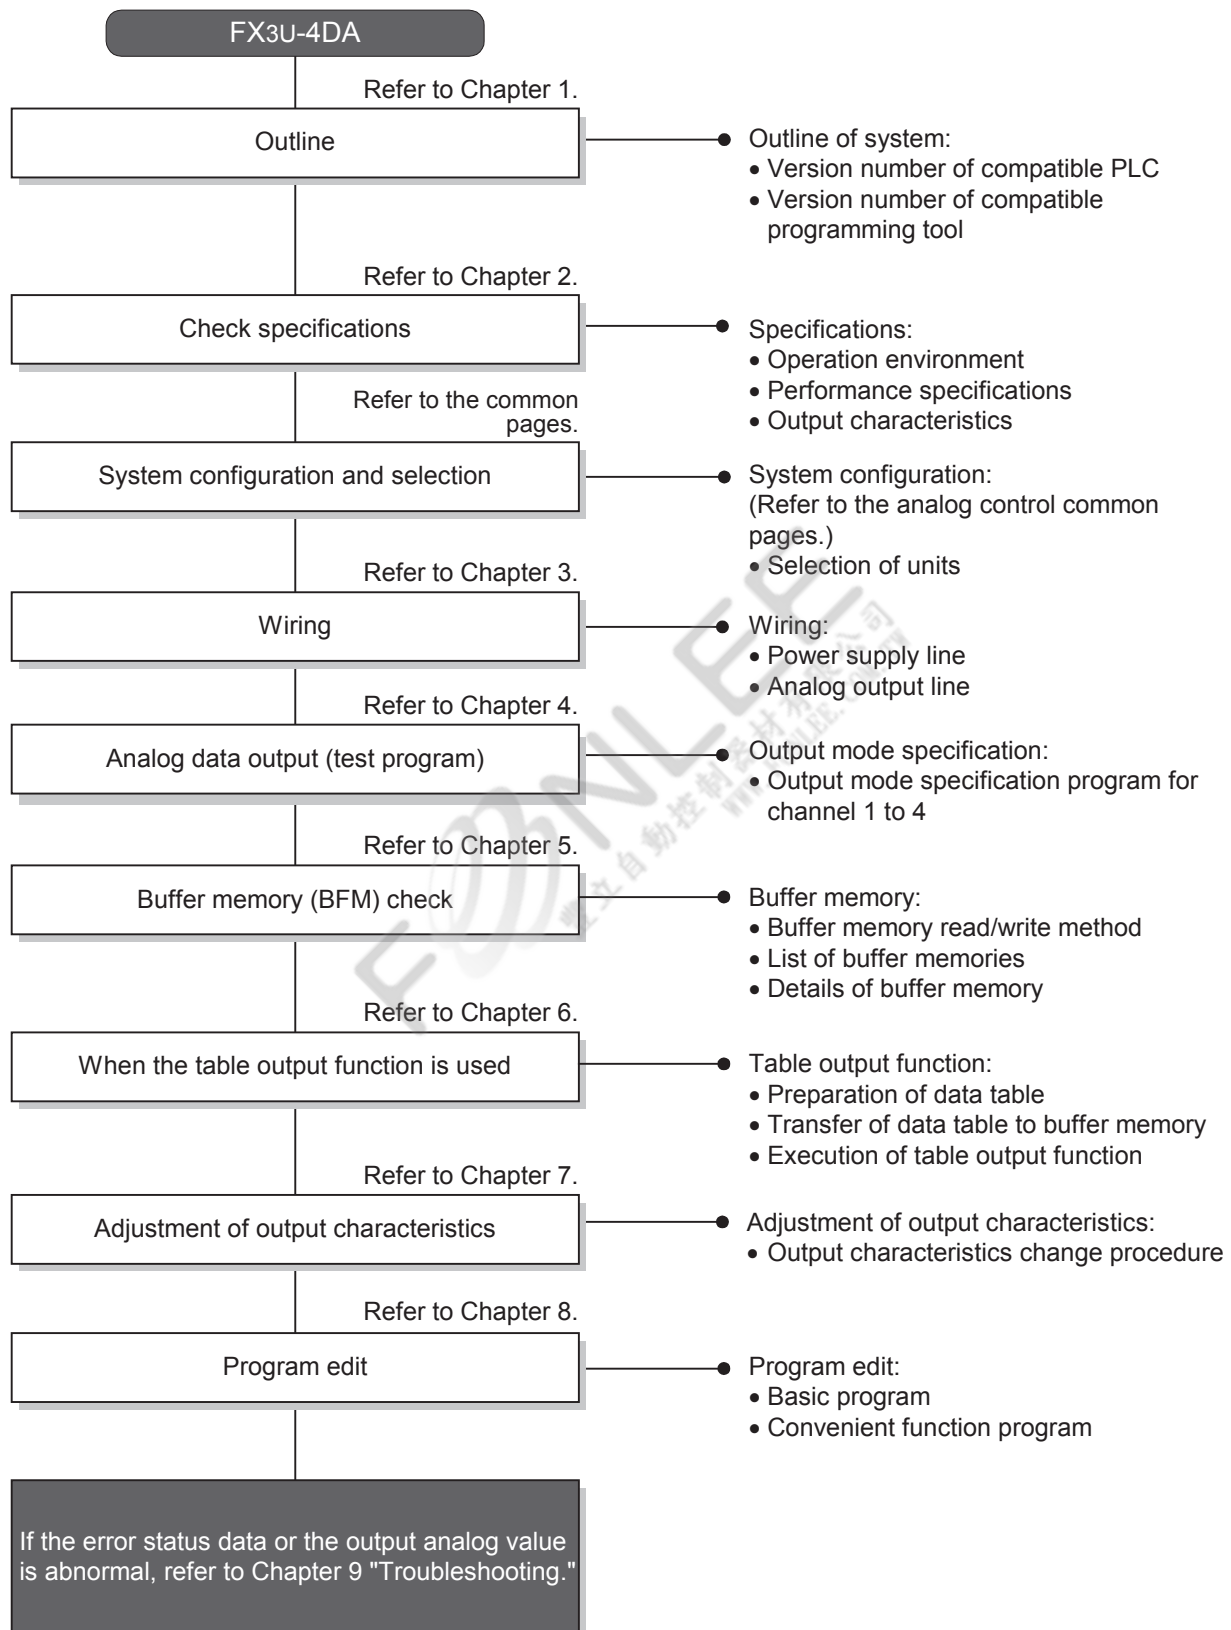 FX3U-4DA
Refer to Chapter 1.
Outline
Outline of system:
• Version number of compatible PLC
• Version number of compatible
programming tool
Refer to Chapter 2.
Check specifications
Specifications:
• Operation environment
• Performance specifications
• Output characteristics
Refer to the common
pages.
System configuration and selection
System configuration:
(Refer to the analog control common
pages.)
• Selection of units
Refer to Chapter 3.
Wiring
Wiring:
• Power supply line
• Analog output line
Refer to Chapter 4.
Analog data output (test program)
Output mode specification:
• Output mode specification program for
channel 1 to 4
Refer to Chapter 5.
Buffer memory (BFM) check
Buffer memory:
• Buffer memory read/write method
• List of buffer memories
• Details of buffer memory
Refer to Chapter 6.
When the table output function is used
Table output function:
• Preparation of data table
• Transfer of data table to buffer memory
• Execution of table output function
Refer to Chapter 7.
Adjustment of output characteristics
Adjustment of output characteristics:
• Output characteristics change procedure
Refer to Chapter 8.
Program edit
Program edit:
• Basic program
• Convenient function program
If the error status data or the output analog value
is abnormal, refer to Chapter 9 "Troubleshooting."